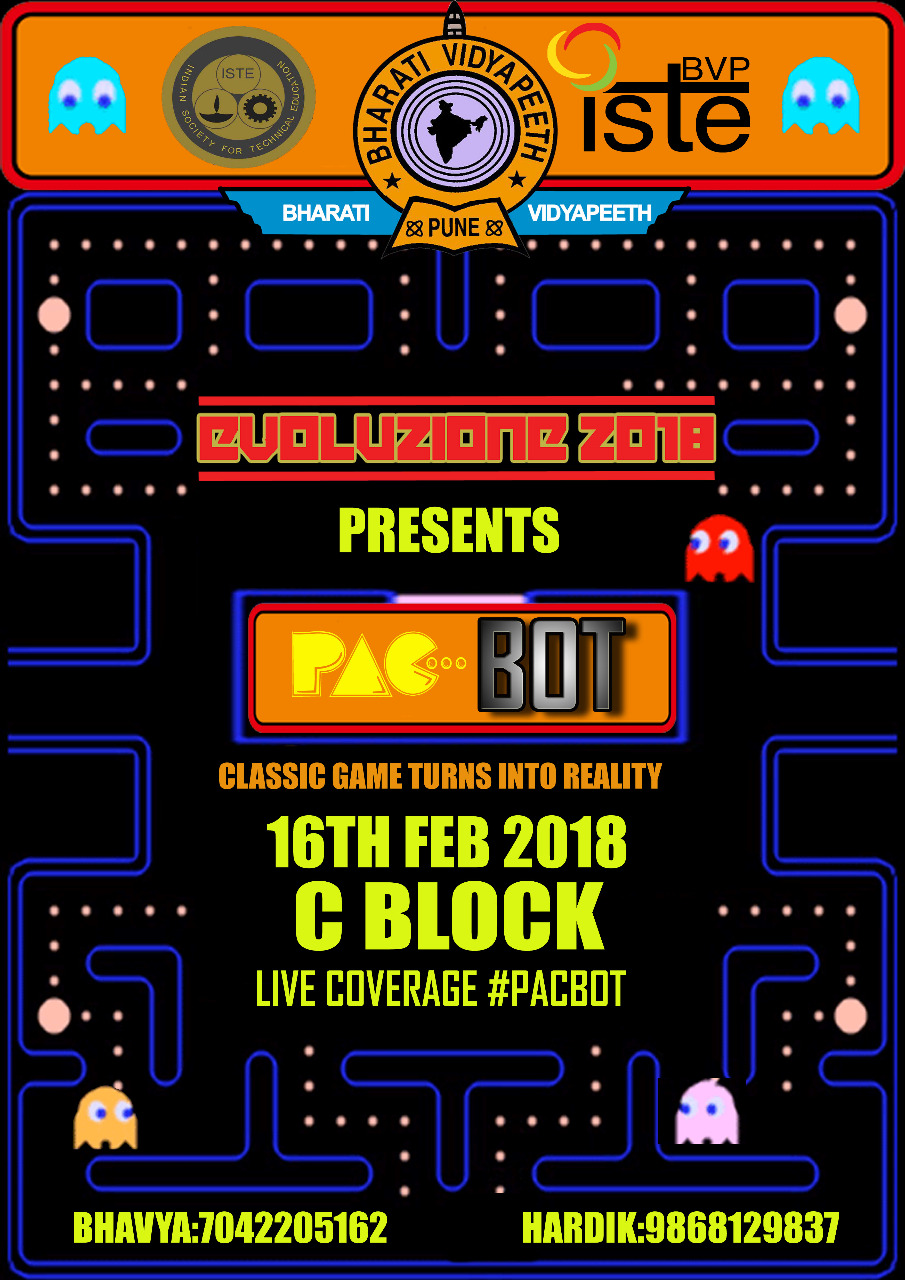 ISTE
INDIAN SOCIETY FOR TECHNICAL EDUCATION
BHARATI VIDYAPEETH
BVP
iste
BHARATI VIDYAPEETH
PUNE
EVOLUZIONE 2018
PRESENTS
PAC BOT
CLASSIC GAME TURNS INTO REALITY
16TH FEB 2018
C BLOCK
LIVE COVERAGE #PACBOT
BHAVYA:7042205162 HARDIK:9868129837